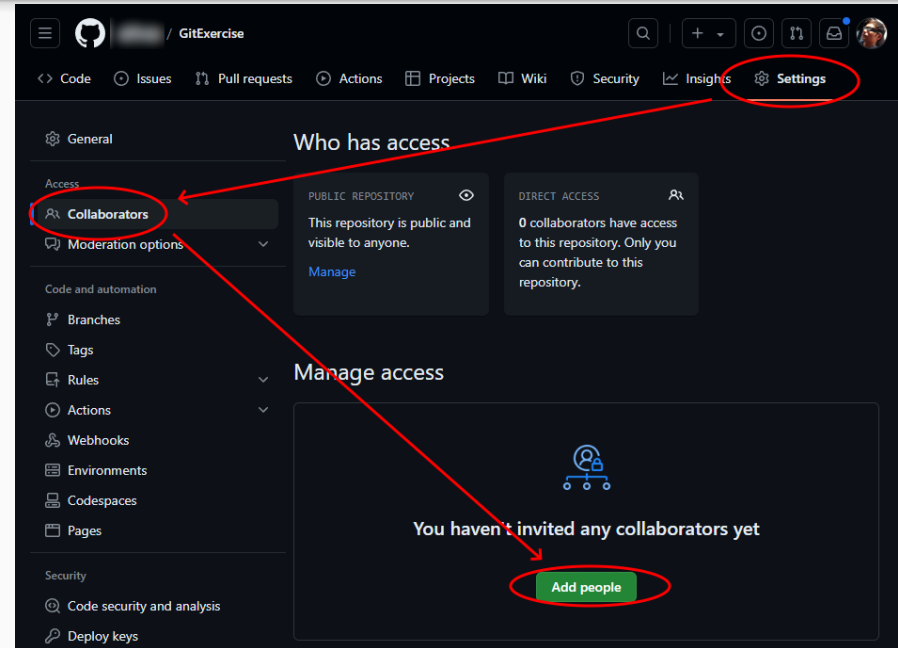 / GitExercise
Code Issues Pull requests Actions Projects Wiki Security Insights Settings
General
Access
Collaborators
Moderation options
Code and automation
Branches
Tags
Rules
Actions
Webhooks
Environments
Codespaces
Pages
Security
Code security and analysis
Deploy keys
Who has access
PUBLIC REPOSITORY
This repository is public and
visible to anyone.
Manage
DIRECT ACCESS
0 collaborators have access
to this repository. Only you
can contribute to this
repository.
Manage access
You haven't invited any collaborators yet
Add people